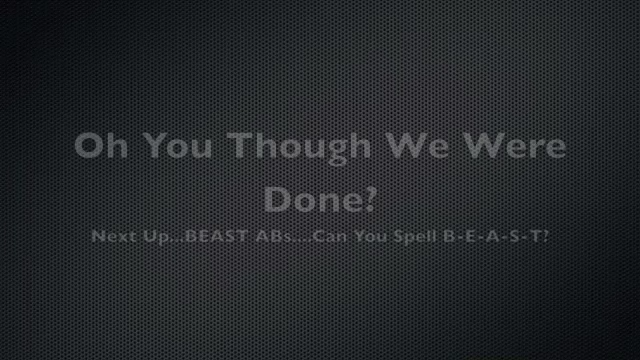 Oh You Though We Were
Done?
Next Up...BEAST ABs....Can You Spell B-E-A-S-T?